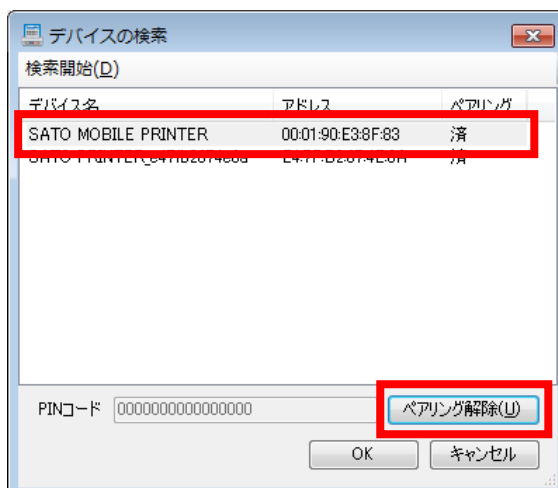 デバイスの検索
検索開始(D)
デバイス名 アドレス ペアリング
SATO MOBILE PRINTER 00:01:90:E3:8F:83 済
SATO PRINTER 済
PINコード 0000000000000000 ペアリング解除(U)
OK キャンセル